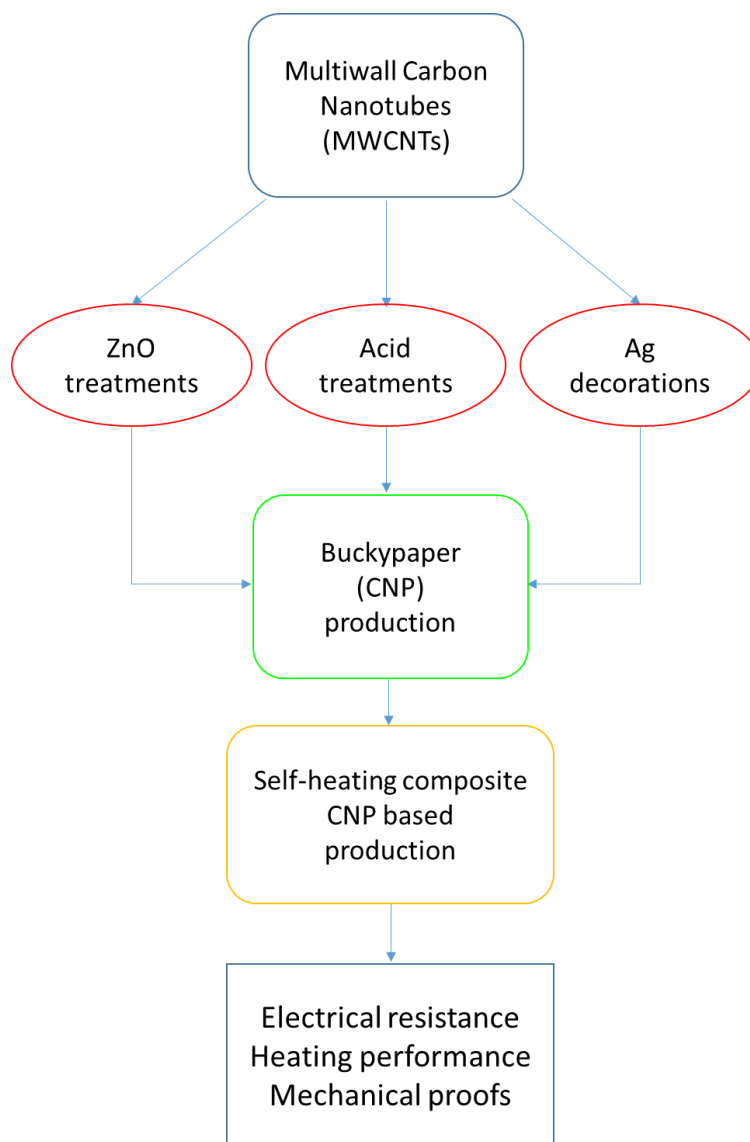 Multiwall Carbon
Nanotubes
(MWCNTs)
ZnO
treatments
Acid
treatments
Ag
decorations
Buckypaper
(CNP)
production
Self-heating composite
CNP based
production
Electrical resistance
Heating performance
Mechanical proofs